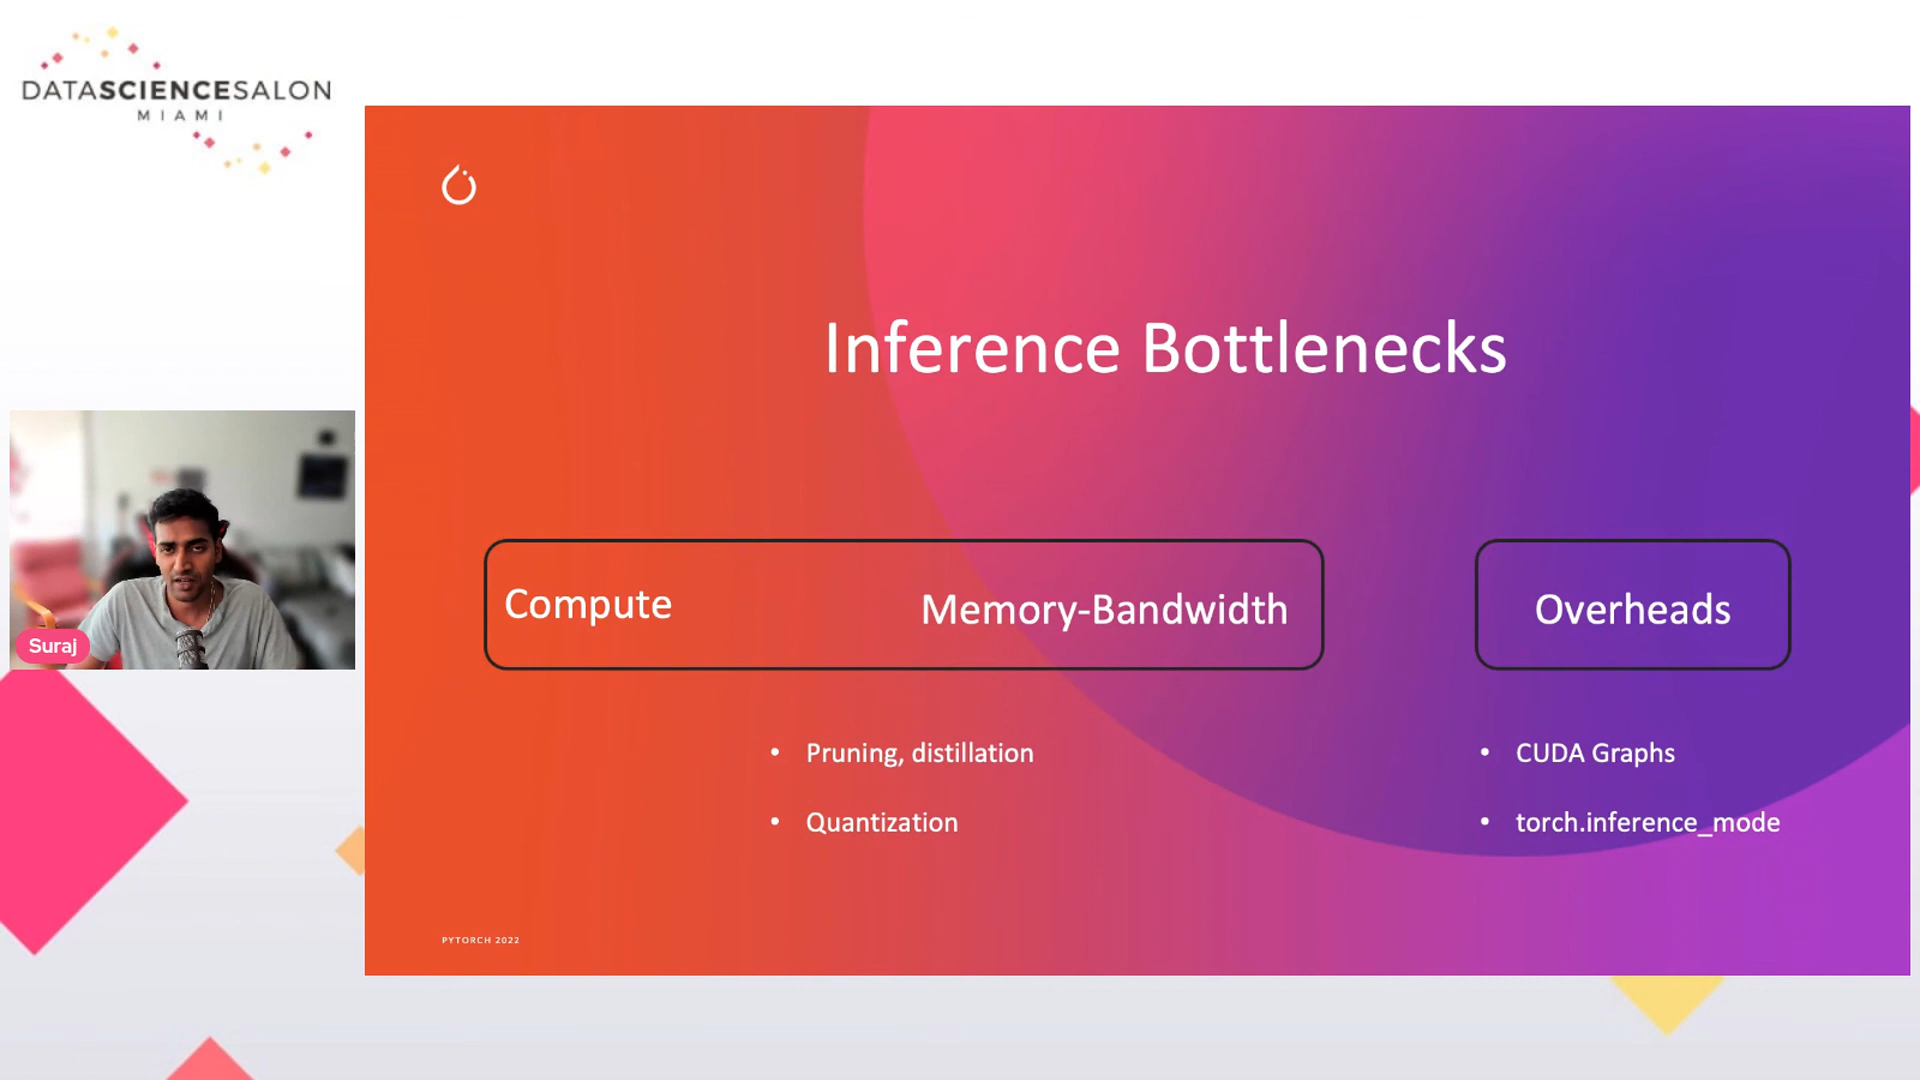 DATASCIENCESALON
MIAMI
Inference Bottlenecks
Compute
Memory-Bandwidth
Overheads
Suraj
• Pruning, distillation
• Quantization
• CUDA Graphs
• torch.inference_mode
PYTORCH 2022